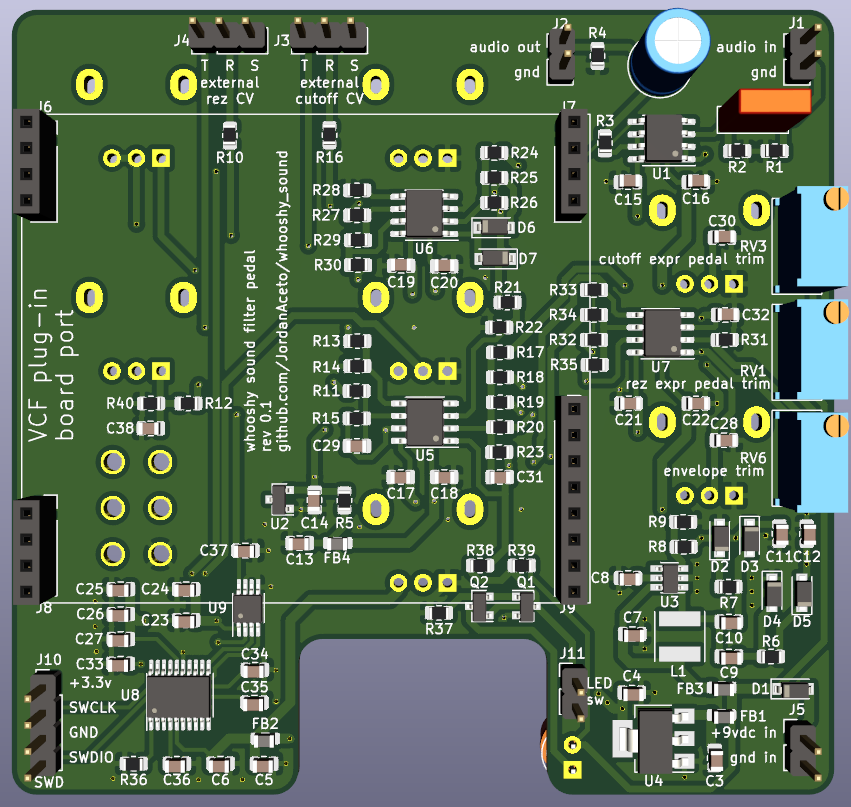 J4
J3
J2
R4
J1
audio out
gnd
audio in
gnd
T R S
external
rez CV
T R S
external
cutoff CV
J6
J7
R3
R10
R16
U1
R2
R1
C15
C16
R24
R25
R26
R28
R27
R29
R30
U6
D6
D7
C19
C20
C30
RV3
cutoff expr pedal trim
R21
R22
R17
R18
R19
R20
R23
C31
R33
R34
R32
R35
U7
C32
R31
RV1
rez expr pedal trim
C21
C22
C28
RV6
envelope trim
R13
R14
R11
R15
C29
U5
C17
C18
VCF plug-in
board port
whooshy sound filter pedal
rev 0.1
github.com/JordanAceto/whooshy_sound
R40
R12
C38
U2
C14
R5
C13
FB4
C37
R38
R39
Q2
Q1
R37
J8
J9
C25
C24
C26
C23
C27
C33
U9
R9
R8
D2
D3
C11
C12
C8
U3
R7
D4
D5
C7
C10
R6
L1
C9
J10
+3.3v
SWCLK
GND
SWDIO
SWD
U8
C34
C35
FB2
R36
C36
C6
C5
J11
LED
sw
C4
FB3
D1
FB1
J5
+9vdc in
gnd in
U4
C3